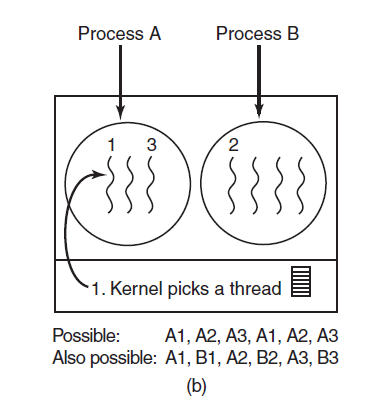 Process A Process B
1 3 2
1. Kernel picks a thread
Possible: A1, A2, A3, A1, A2, A3
Also possible: A1, B1, A2, B2, A3, B3
(b)